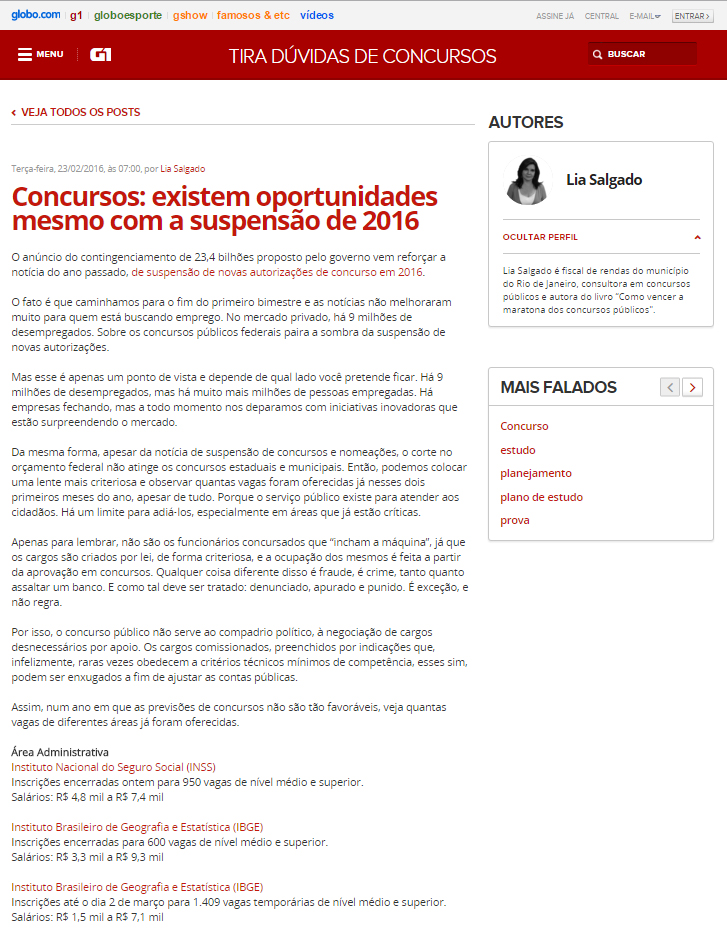 globo.com g1 globoesporte gshow famosos & etc vídeos ASSINE JÁ CENTRAL E-MAIL ENTRAR ›
MENU G1 TIRA DÚVIDAS DE CONCURSOS BUSCAR
‹ VEJA TODOS OS POSTS
Terça-feira, 23/02/2016, às 07:00, por Lia Salgado
Concursos: existem oportunidades
mesmo com a suspensão de 2016
O anúncio do contingenciamento de 23,4 bilhões proposto pelo governo vem reforçar a
notícia do ano passado, de suspensão de novas autorizações de concurso em 2016.
O fato é que caminhamos para o fim do primeiro bimestre e as notícias não melhoraram
muito para quem está buscando emprego. No mercado privado, há 9 milhões de
desempregados. Sobre os concursos públicos federais paira a sombra da suspensão de
novas autorizações.
Mas esse é apenas um ponto de vista e depende de qual lado você pretende ficar. Há 9
milhões de desempregados, mas há muito mais milhões de pessoas empregadas. Há
empresas fechando, mas a todo momento nos deparamos com iniciativas inovadoras que
estão surpreendendo o mercado.
Da mesma forma, apesar da notícia de suspensão de concursos e nomeações, o corte no
orçamento federal não atinge os concursos estaduais e municipais. Então, podemos colocar
uma lente mais criteriosa e observar quantas vagas foram oferecidas já nesses dois
primeiros meses do ano, apesar de tudo. Porque o serviço público existe para atender aos
cidadãos. Há um limite para adiá-los, especialmente em áreas que já estão críticas.
Apenas para lembrar, não são os funcionários concursados que "incham a máquina", já que
os cargos são criados por lei, de forma criteriosa, e a ocupação dos mesmos é feita a partir
da aprovação em concursos. Qualquer coisa diferente disso é fraude, é crime, tanto quanto
assaltar um banco. E como tal deve ser tratado: denunciado, apurado e punido. É exceção, e
não regra.
Por isso, o concurso público não serve ao compadrio político, à negociação de cargos
desnecessários por apoio. Os cargos comissionados, preenchidos por indicações que,
infelizmente, raras vezes obedecem a critérios técnicos mínimos de competência, esses sim,
podem ser enxugados a fim de ajustar as contas públicas.
Assim, num ano em que as previsões de concursos não são tão favoráveis, veja quantas
vagas de diferentes áreas já foram oferecidas.
Área Administrativa
Instituto Nacional do Seguro Social (INSS)
Inscrições encerradas ontem para 950 vagas de nível médio e superior.
Salários: R$ 4,8 mil a R$ 7,4 mil
Instituto Brasileiro de Geografia e Estatística (IBGE)
Inscrições encerradas para 600 vagas de nível médio e superior.
Salários: R$ 3,3 mil a R$ 9,3 mil
Instituto Brasileiro de Geografia e Estatística (IBGE)
Inscrições até o dia 2 de março para 1.409 vagas temporárias de nível médio e superior.
Salários: R$ 1,5 mil a R$ 7,1 mil
AUTORES
Lia Salgado
OCULTAR PERFIL
Lia Salgado é fiscal de rendas do município
do Rio de Janeiro, consultora em concursos
públicos e autora do livro "Como vencer a
maratona dos concursos públicos".
MAIS FALADOS
Concurso
estudo
planejamento
plano de estudo
prova